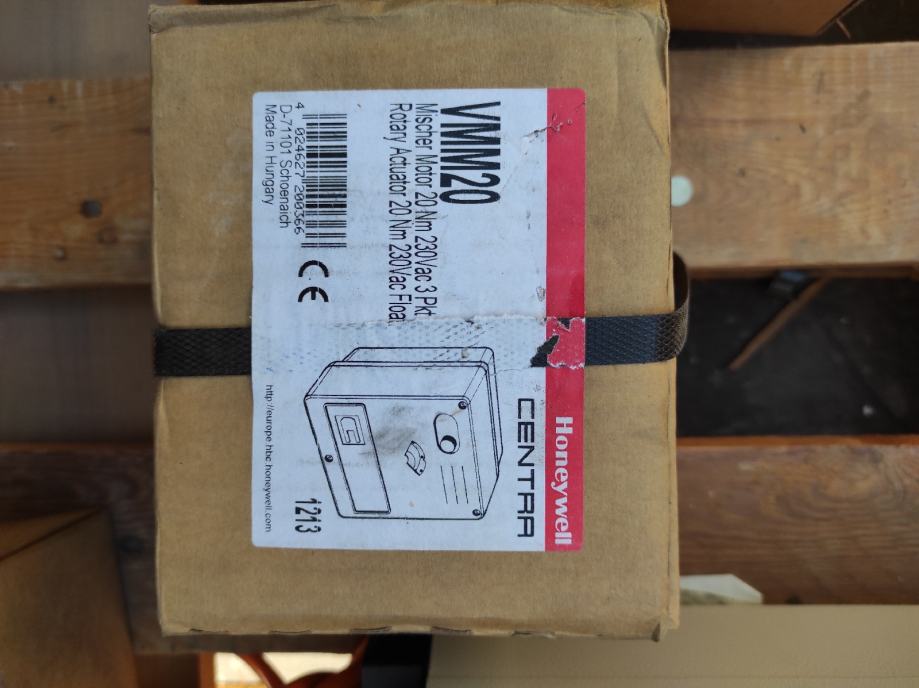 Honeywell
CENTRA
VMM20
Mischer Motor 20 Nm 230Vac 3 Pkt
Rotary Actuator 20 Nm 230Vac Float
4 024627 200366
D-71101 Schoenaich
Made in Hungary
CE
G
1213
http://europe.hbc.honeywell.com